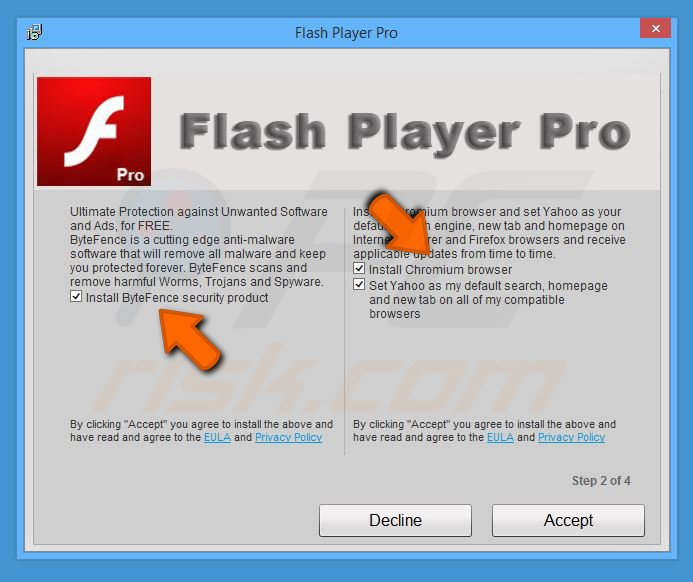 Flash Player Pro
Pro
Flash Player Pro
Ultimate Protection against Unwanted Software
and Ads, for FREE.
ByteFence is a cutting edge anti-malware
software that will remove all malware and keep
you protected forever. ByteFence scans and
remove harmful Worms, Trojans and Spyware.
Install ByteFence security product
By clicking "Accept" you agree to install the above and
have read and agree to the EULA and Privacy Policy
Chromium browser and set Yahoo as your
engine, new tab and homepage on
and Firefox browsers and receive
applicable updates from time to time.
Install Chromium browser
Set Yahoo as my default search, homepage
and new tab on all of my compatible
browsers
By clicking "Accept" you agree to install the above and
have read and agree to the EULA and Privacy Policy
PC
risk.com
Step 2 of 4
Decline
Accept